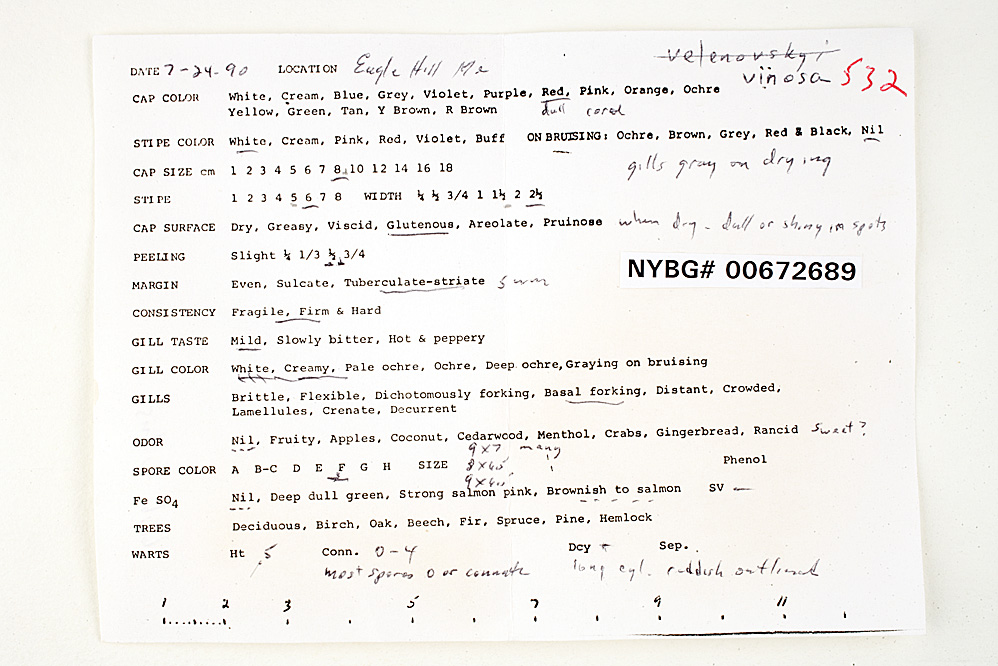 velenovskyi
DATE 7-24-90 LOCATION Eagle Hill Me vinosa 532
CAP COLOR White, Cream, Blue, Grey, Violet, Purple, Red, Pink, Orange, Ochre
Yellow, Green, Tan, Y Brown, R Brown dull coral
STIPE COLOR White, Cream, Pink, Red, Violet, Buff ON BRUISING: Ochre, Brown, Grey, Red & Black, Nil
gills gray on drying
CAP SIZE cm 1 2 3 4 5 6 7 8 10 12 14 16 18
STIPE 1 2 3 4 5 6 7 8 WIDTH ¼ ½ 3/4 1 1½ 2 2½
CAP SURFACE Dry, Greasy, Viscid, Glutenous, Areolate, Pruinose when dry - dull or shiny in spots
PEELING Slight ¼ 1/3 ½ 3/4
NYBG# 00672689
MARGIN Even, Sulcate, Tuberculate-striate
CONSISTENCY Fragile, Firm & Hard
GILL TASTE Mild, Slowly bitter, Hot & peppery
GILL COLOR White, Creamy, Pale ochre, Ochre, Deep ochre, Graying on bruising
GILLS Brittle, Flexible, Dichotomously forking, Basal forking, Distant, Crowded,
Lamellules, Crenate, Decurrent
ODOR Nil, Fruity, Apples, Coconut, Cedarwood, Menthol, Crabs, Gingerbread, Rancid Sweet?
9x7 many
SPORE COLOR A B-C D E F G H SIZE 8x6.5 Phenol
9x6.5
Fe SO4 Nil, Deep dull green, Strong salmon pink, Brownish to salmon SV —
TREES Deciduous, Birch, Oak, Beech, Fir, Spruce, Pine, Hemlock
WARTS Ht .5 Conn. 0-4 Dcy + Sep.
most spores 0 or connate long cyl. reddish outlined
1 2 3 5 7 9 11